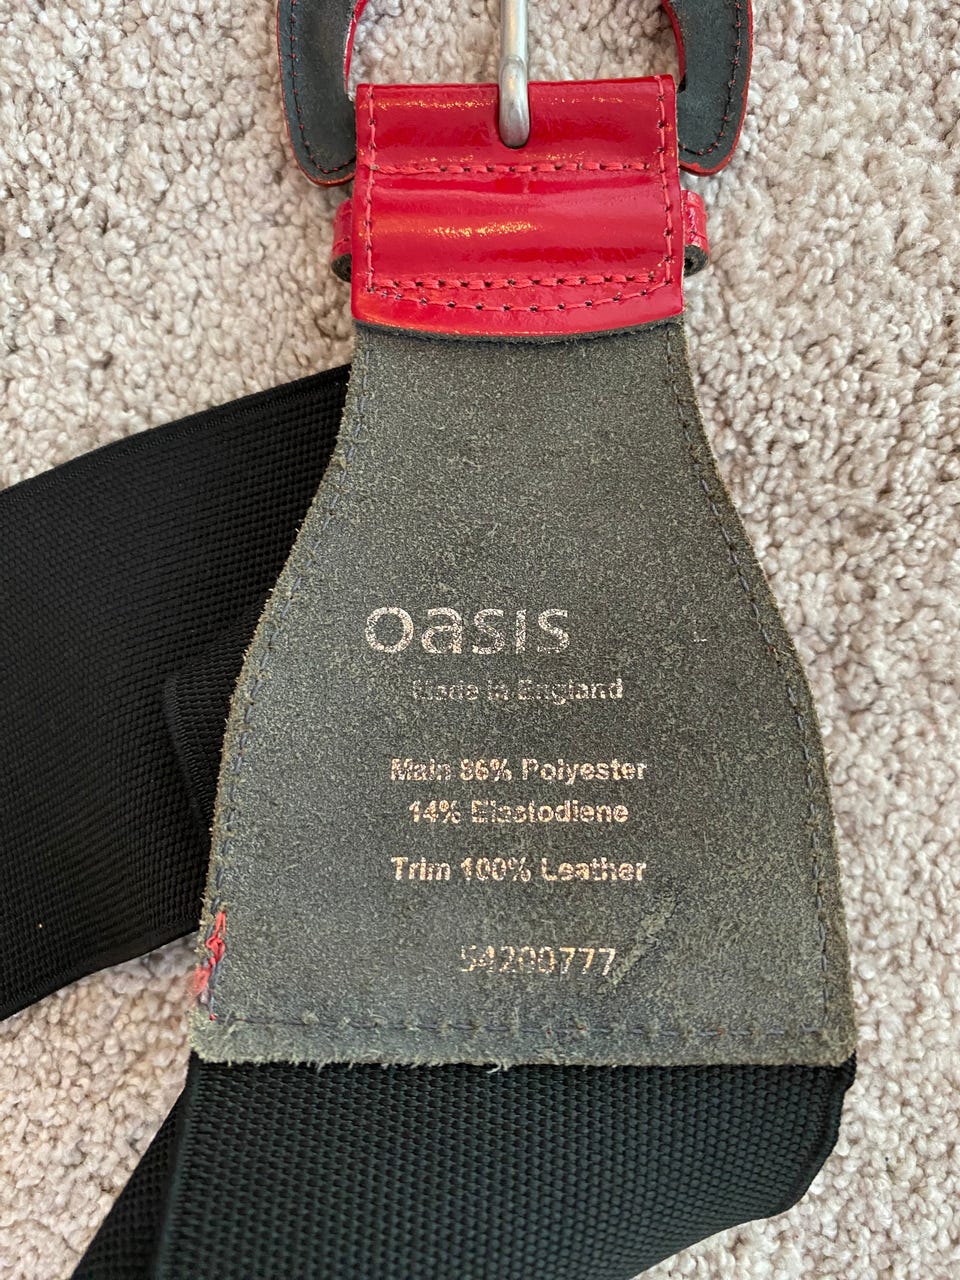 oasis
Made in England
Main 86% Polyester
14% Elastodiene
Trim 100% Leather
54200777